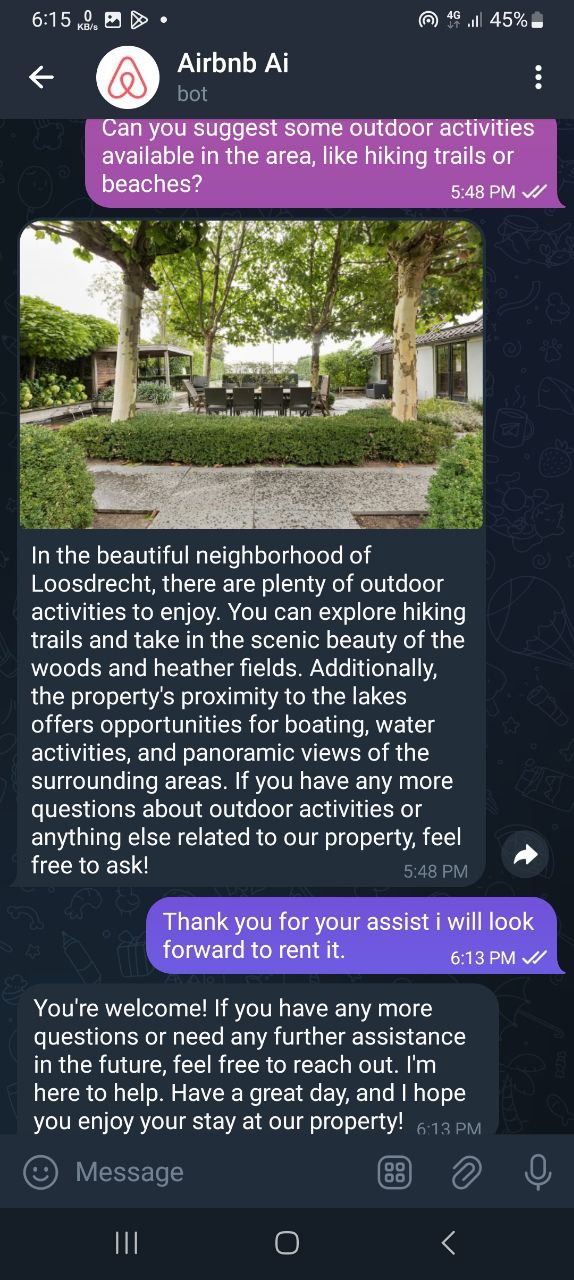 6:15 0 KB/s 4G 45%
Airbnb Ai
bot
Can you suggest some outdoor activities
available in the area, like hiking trails or
beaches?
5:48 PM
In the beautiful neighborhood of
Loosdrecht, there are plenty of outdoor
activities to enjoy. You can explore hiking
trails and take in the scenic beauty of the
woods and heather fields. Additionally,
the property's proximity to the lakes
offers opportunities for boating, water
activities, and panoramic views of the
surrounding areas. If you have any more
questions about outdoor activities or
anything else related to our property, feel
free to ask!
5:48 PM
Thank you for your assist i will look
forward to rent it.
6:13 PM
You're welcome! If you have any more
questions or need any further assistance
in the future, feel free to reach out. I'm
here to help. Have a great day, and I hope
you enjoy your stay at our property!
6:13 PM
Message